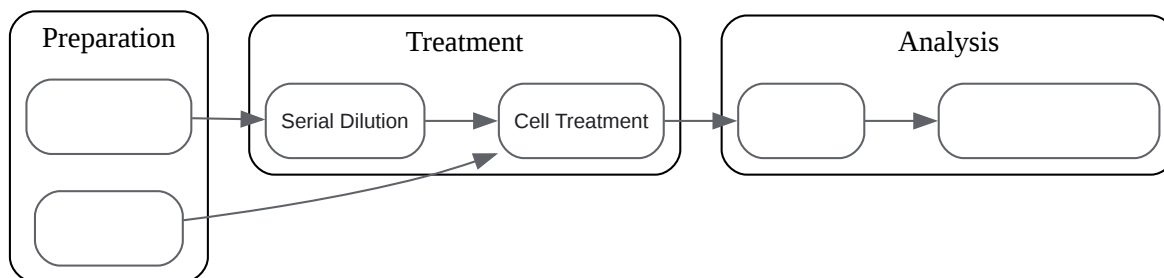 Preparation
Treatment
Analysis
Serial Dilution
Cell Treatment